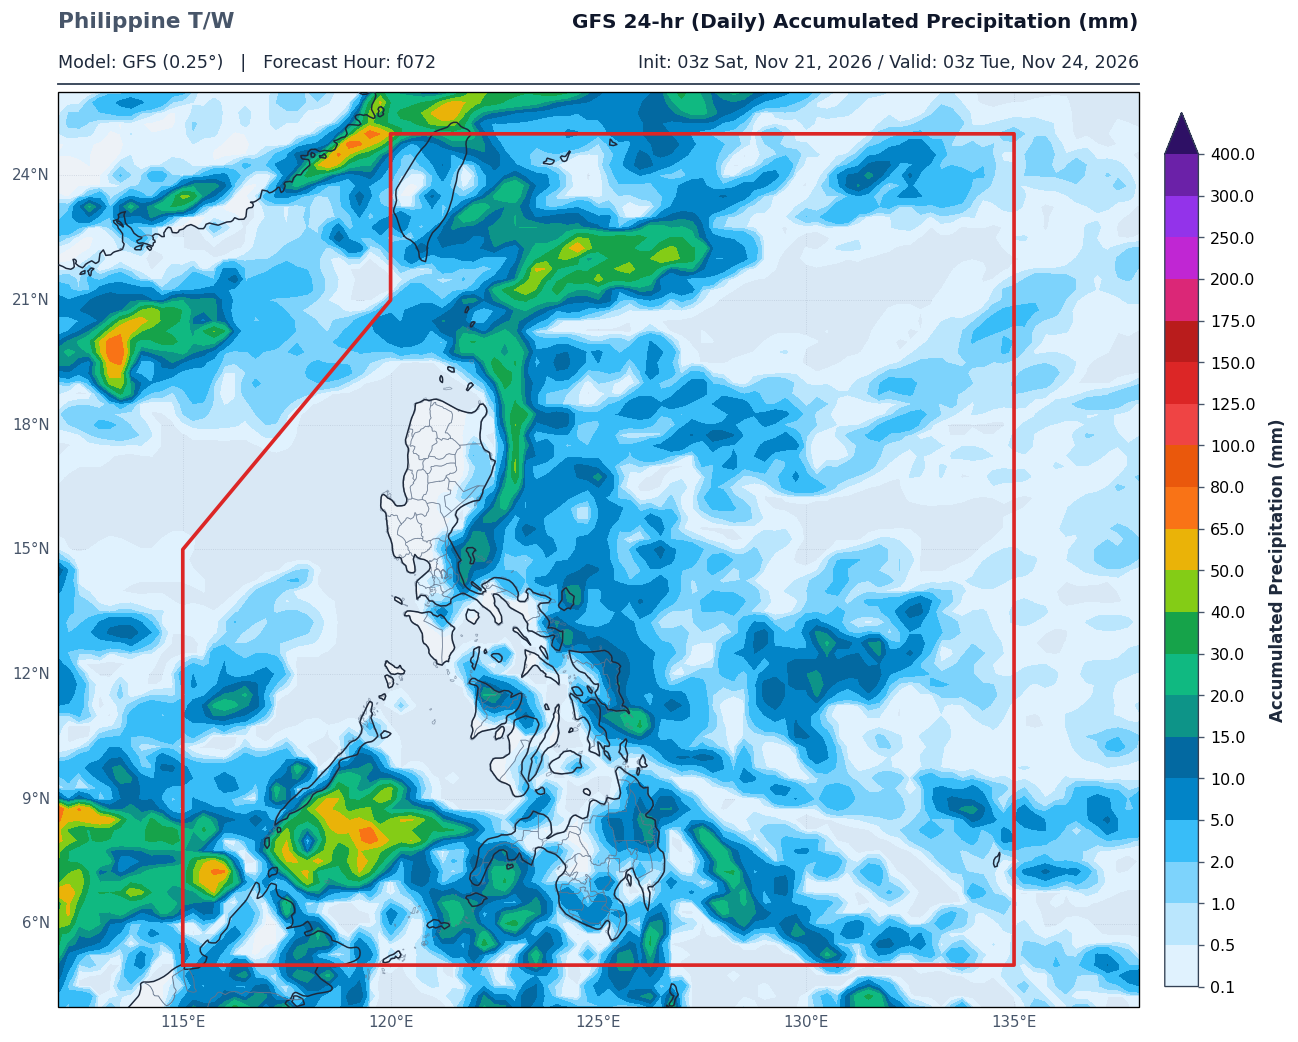 Philippine T/W
GFS 24-hr (Daily) Accumulated Precipitation (mm)
Model: GFS (0.25°) | Forecast Hour: f072
Init: 03z Sat, Nov 21, 2026 / Valid: 03z Tue, Nov 24, 2026
24°N
21°N
18°N
15°N
12°N
9°N
6°N
115°E
120°E
125°E
130°E
135°E
400.0
300.0
250.0
200.0
175.0
150.0
125.0
100.0
80.0
65.0
50.0
40.0
30.0
20.0
15.0
10.0
5.0
2.0
1.0
0.5
0.1
Accumulated Precipitation (mm)